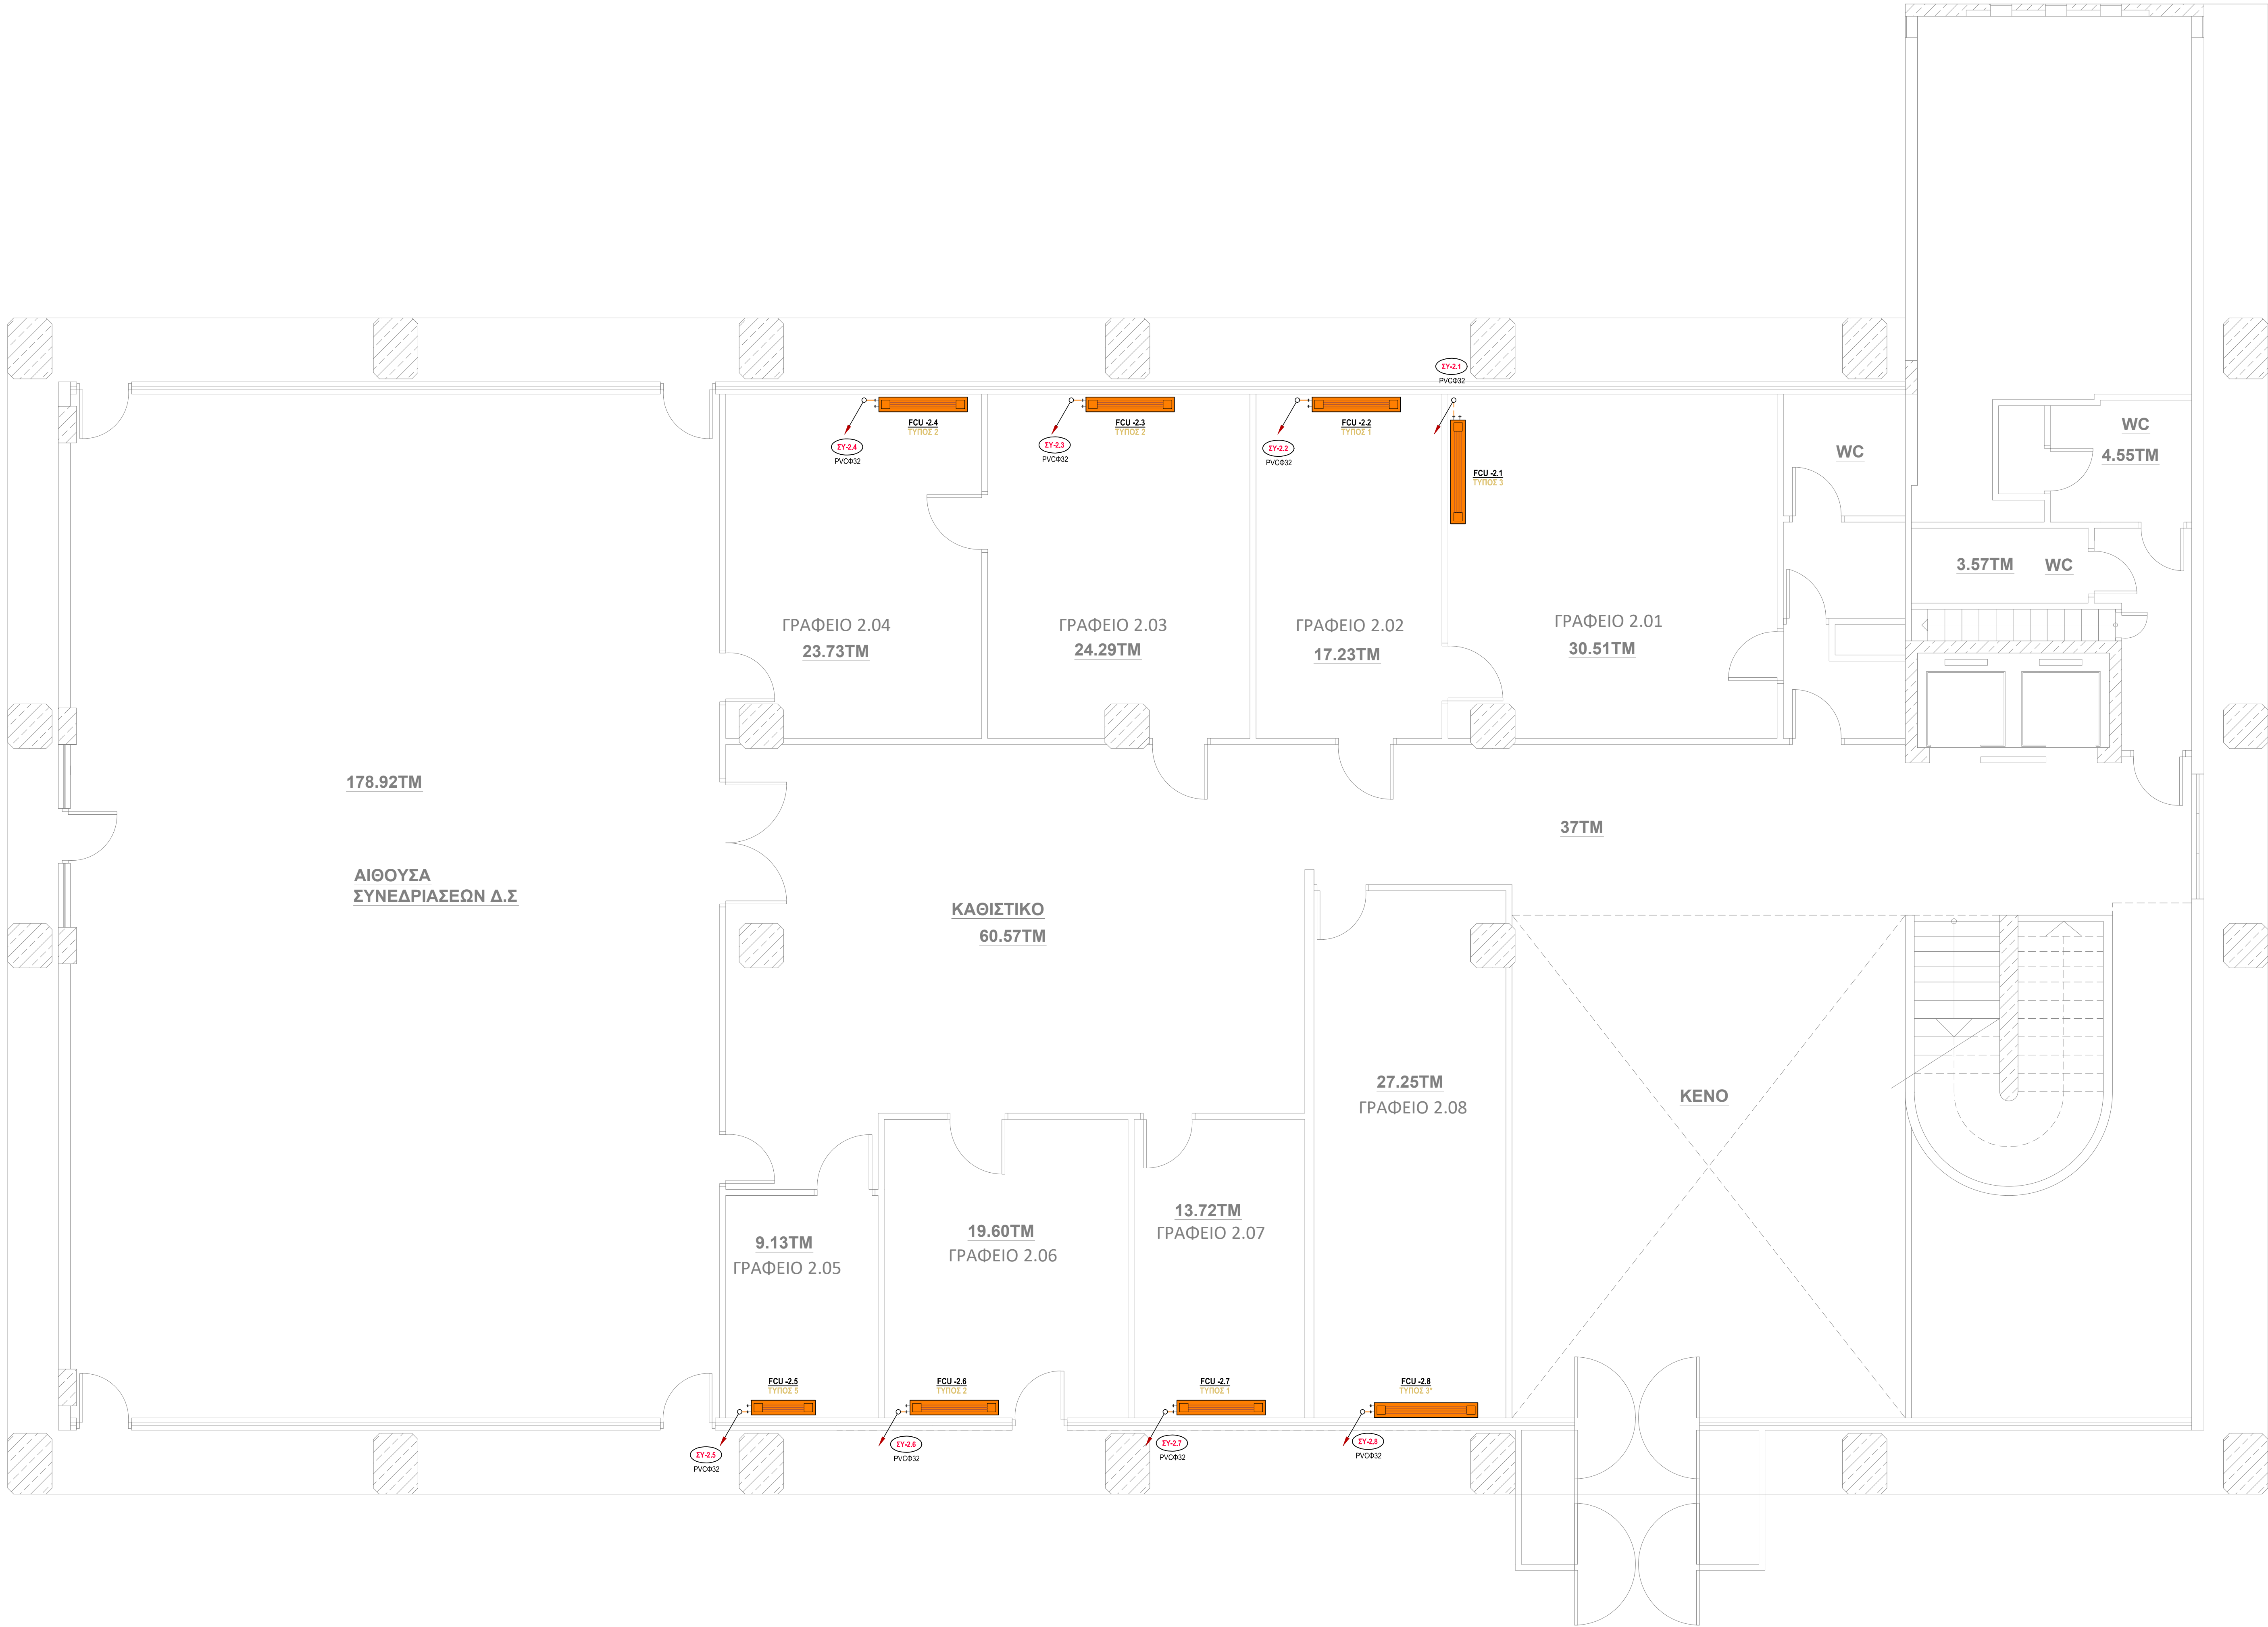 ΣΥ-2.1
PVCΦ32
FCU -2.4
ΤΥΠΟΣ 2
ΣΥ-2.4
PVCΦ32
FCU -2.3
ΤΥΠΟΣ 2
ΣΥ-2.3
PVCΦ32
FCU -2.2
ΤΥΠΟΣ 1
ΣΥ-2.2
PVCΦ32
FCU -2.1
ΤΥΠΟΣ 3
WC
WC
4.55ΤΜ
3.57ΤΜ WC
ΓΡΑΦΕΙΟ 2.04
23.73ΤΜ
ΓΡΑΦΕΙΟ 2.03
24.29ΤΜ
ΓΡΑΦΕΙΟ 2.02
17.23ΤΜ
ΓΡΑΦΕΙΟ 2.01
30.51ΤΜ
178.92ΤΜ
ΑΙΘΟΥΣΑ
ΣΥΝΕΔΡΙΑΣΕΩΝ Δ.Σ
37ΤΜ
ΚΑΘΙΣΤΙΚΟ
60.57ΤΜ
27.25ΤΜ
ΓΡΑΦΕΙΟ 2.08
ΚΕΝΟ
9.13ΤΜ
ΓΡΑΦΕΙΟ 2.05
19.60ΤΜ
ΓΡΑΦΕΙΟ 2.06
13.72ΤΜ
ΓΡΑΦΕΙΟ 2.07
FCU -2.5
ΤΥΠΟΣ 5
ΣΥ-2.5
PVCΦ32
FCU -2.6
ΤΥΠΟΣ 2
ΣΥ-2.6
PVCΦ32
FCU -2.7
ΤΥΠΟΣ 1
ΣΥ-2.7
PVCΦ32
FCU -2.8
ΤΥΠΟΣ 3*
ΣΥ-2.8
PVCΦ32